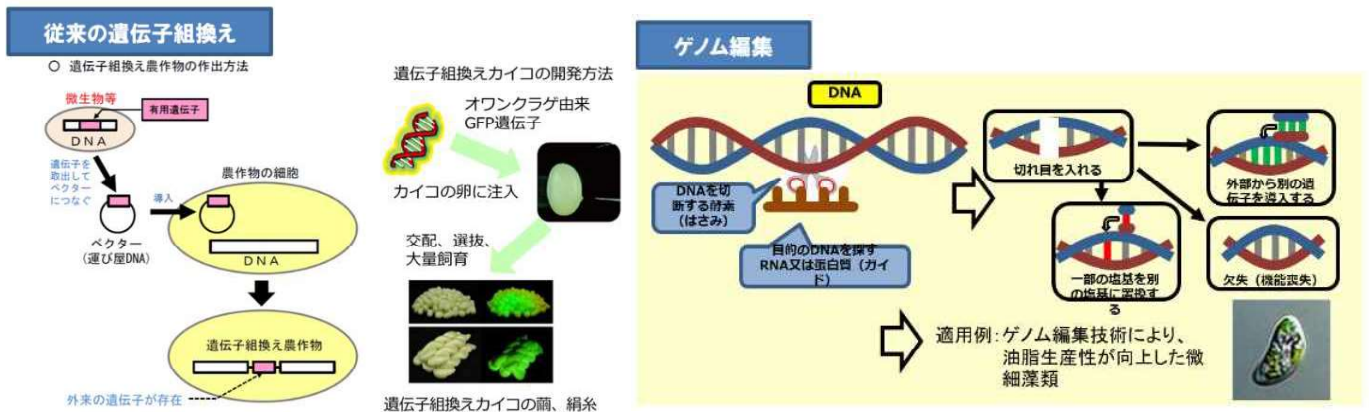 従来の遺伝子組換え
○ 遺伝子組換え農作物の作出方法
微生物等
有用遺伝子
DNA
遺伝子を
取出して
ベクター
につなぐ
導入
ベクター
(運び屋DNA)
農作物の細胞
DNA
遺伝子組換え農作物
外来の遺伝子が存在
遺伝子組換えカイコの開発方法
オワンクラゲ由来
GFP遺伝子
カイコの卵に注入
交配、選抜、
大量飼育
遺伝子組換えカイコの繭、絹糸
ゲノム編集
DNA
DNAを切
断する酵素
(はさみ)
目的のDNAを探す
RNA又は蛋白質（ガイ
ド）
切れ目を入れる
外部から別の遺
伝子を導入する
一部の塩基を別
の塩基に置換す
る
欠失（機能喪失）
適用例：ゲノム編集技術により、
油脂生産性が向上した微
細藻類